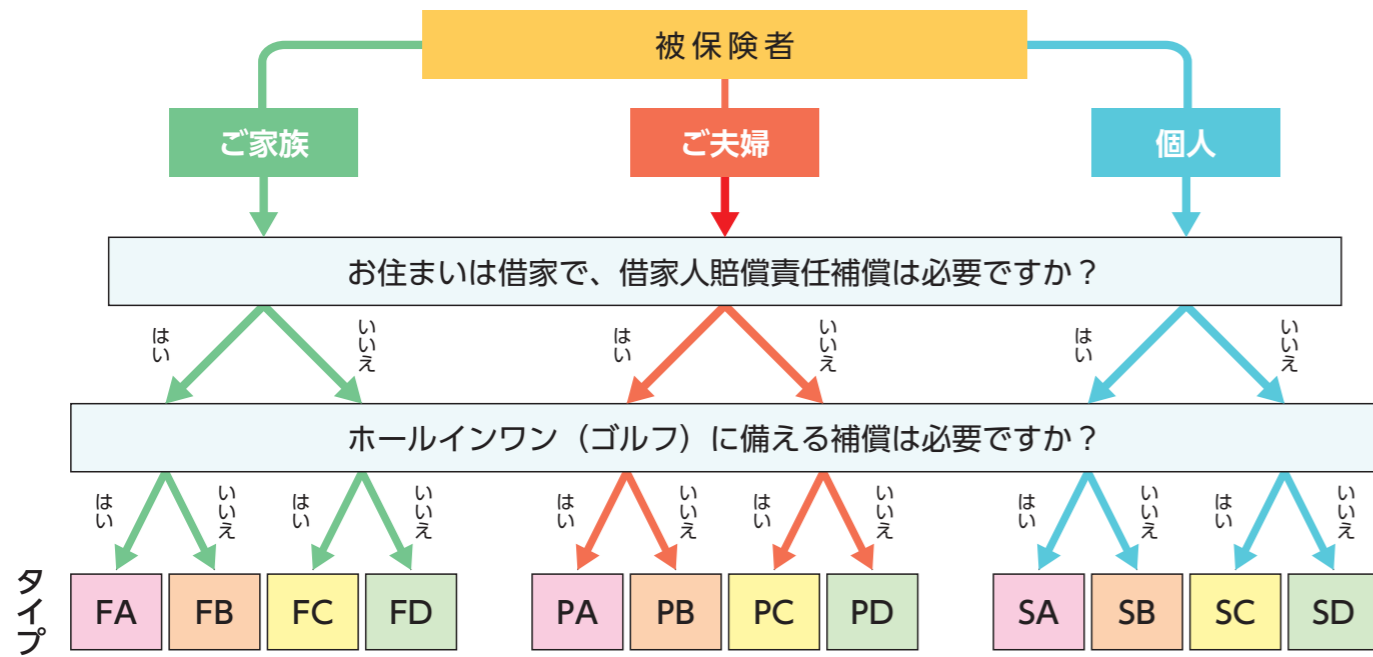 被保険者
ご家族
ご夫婦
個人
お住まいは借家で、借家人賠償責任補償は必要ですか？
はい
いいえ
はい
いいえ
はい
いいえ
ホールインワン（ゴルフ）に備える補償は必要ですか？
はい
いいえ
はい
いいえ
はい
いいえ
はい
いいえ
はい
いいえ
はい
いいえ
タイプ
FA
FB
FC
FD
PA
PB
PC
PD
SA
SB
SC
SD